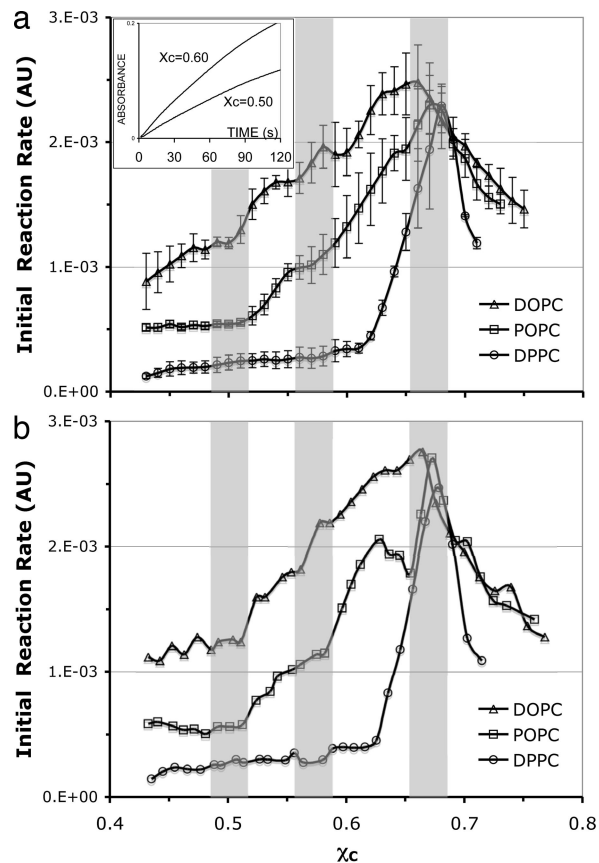 a
Initial Reaction Rate (AU)
3.E-03
2.E-03
1.E-03
0.E+00
ABSORBANCE
0.2
0
Xc=0.60
Xc=0.50
TIME (s)
0 30 60 90 120
DOPC
POPC
DPPC
b
Initial Reaction Rate (AU)
3.E-03
2.E-03
1.E-03
0.E+00
DOPC
POPC
DPPC
0.4 0.5 0.6 0.7 0.8
χc